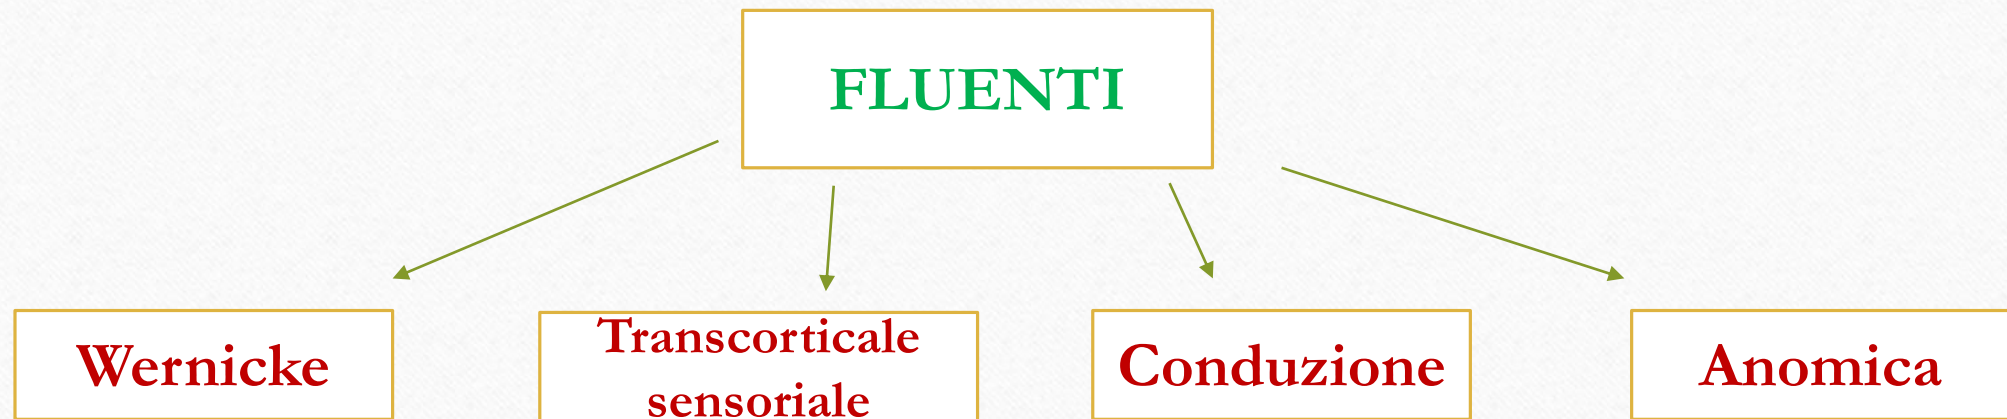 FLUENTI
Wernicke
Transcorticale
sensoriale
Conduzione
Anomica